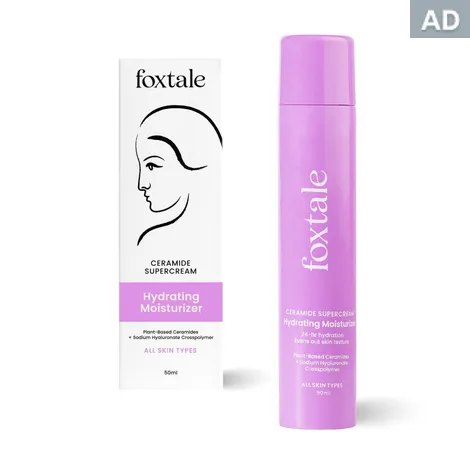 AD
foxtale
CERAMIDE
SUPERCREAM
Hydrating
Moisturizer
Plant-Based Ceramides
+ Sodium Hyaluronate Crosspolymer
ALL SKIN TYPES
50ml
foxtale
CERAMIDE SUPERCREAM
Hydrating Moisturizer
24-hr hydration
Evens out skin texture
Plant-Based Ceramides
+ Sodium Hyaluronate
Crosspolymer
ALL SKIN TYPES
50ml